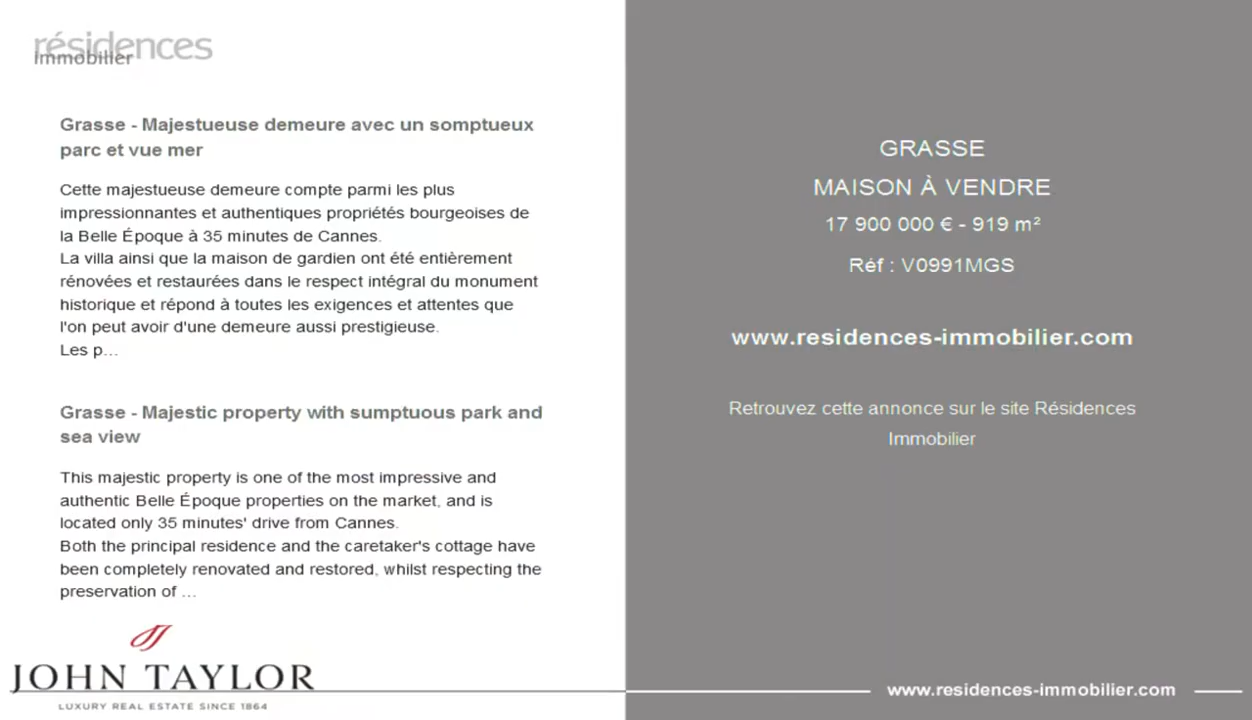 résidences
immobilier
Grasse - Majestueuse demeure avec un somptueux
parc et vue mer
Cette majestueuse demeure compte parmi les plus
impressionnantes et authentiques propriétés bourgeoises de
la Belle Époque à 35 minutes de Cannes.
La villa ainsi que la maison de gardien ont été entièrement
rénovées et restaurées dans le respect intégral du monument
historique et répond à toutes les exigences et attentes que
l'on peut avoir d'une demeure aussi prestigieuse.
Les p...
Grasse - Majestic property with sumptuous park and
sea view
This majestic property is one of the most impressive and
authentic Belle Époque properties on the market, and is
located only 35 minutes' drive from Cannes.
Both the principal residence and the caretaker's cottage have
been completely renovated and restored, whilst respecting the
preservation of ...
JOHN TAYLOR
LUXURY REAL ESTATE SINCE 1864
GRASSE
MAISON À VENDRE
17 900 000 € - 919 m²
Réf : V0991MGS
www.residences-immobilier.com
Retrouvez cette annonce sur le site Résidences
Immobilier
www.residences-immobilier.com